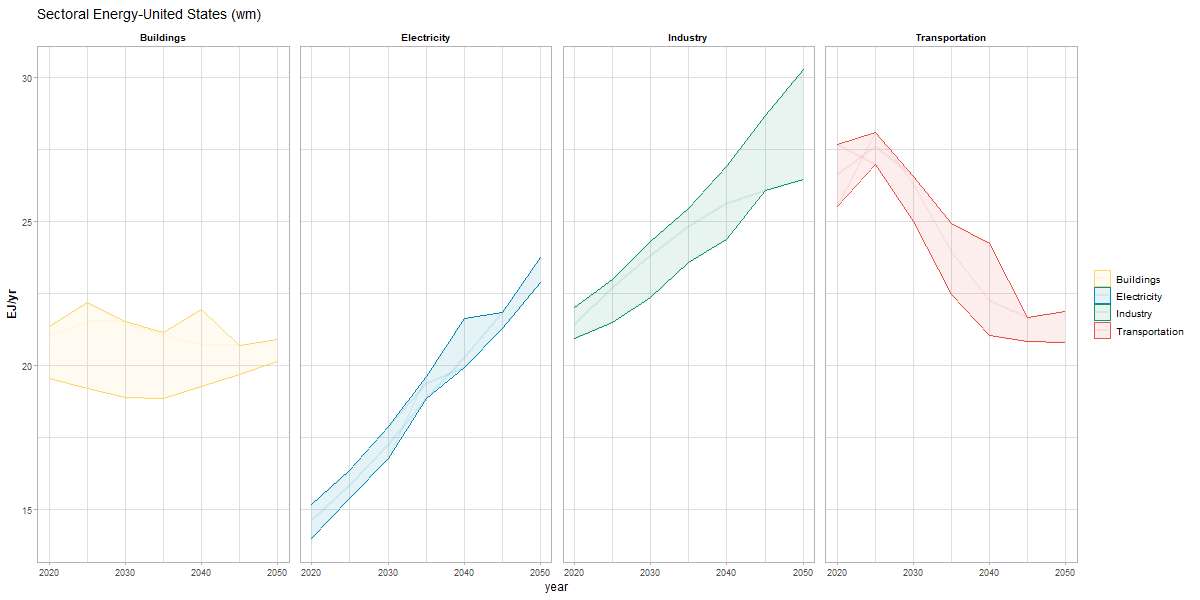 Sectoral Energy-United States (wm)
Buildings
Electricity
Industry
Transportation
EJ/yr
30
25
20
15
2020 2030 2040 2050
2020 2030 2040 2050
2020 2030 2040 2050
2020 2030 2040 2050
year
Buildings
Electricity
Industry
Transportation